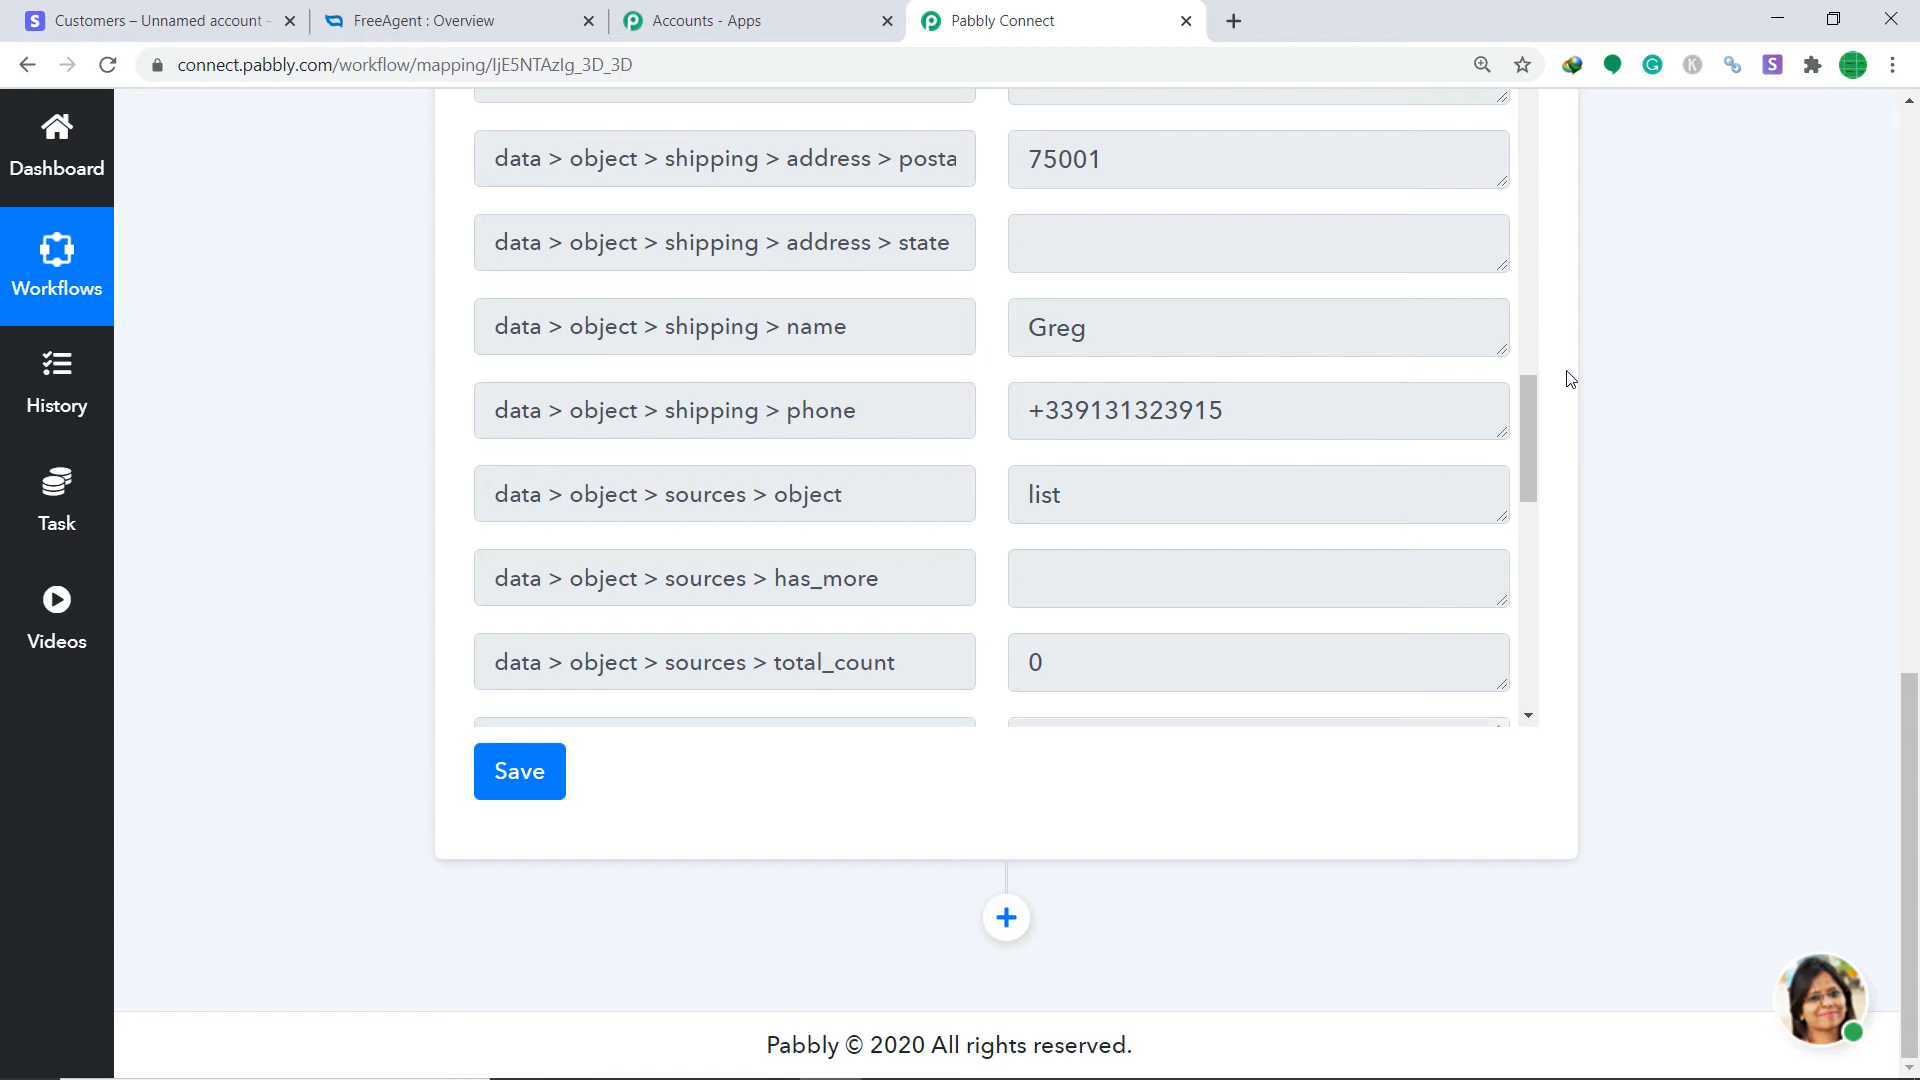 Customers – Unnamed account -
FreeAgent : Overview
Accounts - Apps
Pabbly Connect
connect.pabbly.com/workflow/mapping/IjE5NTAzIg_3D_3D
Dashboard
Workflows
History
Task
Videos
data > object > shipping > address > posta
75001
data > object > shipping > address > state
data > object > shipping > name
Greg
data > object > shipping > phone
+339131323915
data > object > sources > object
list
data > object > sources > has_more
data > object > sources > total_count
0
Save
Pabbly © 2020 All rights reserved.